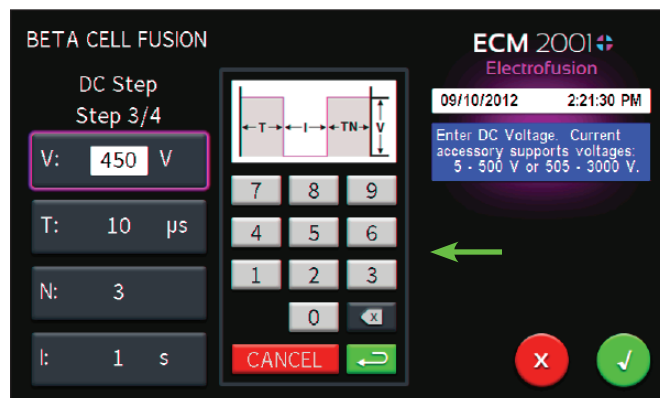 BETA CELL FUSION
ECM 2001
Electrofusion
DC Step
Step 3/4
09/10/2012 2:21:30 PM
Enter DC Voltage. Current
accessory supports voltages:
5 - 500 V or 505 - 3000 V.
V: 450 V
T: 10 µs
N: 3
I: 1 s
T I TN V
7 8 9
4 5 6
1 2 3
0 x
CANCEL
X